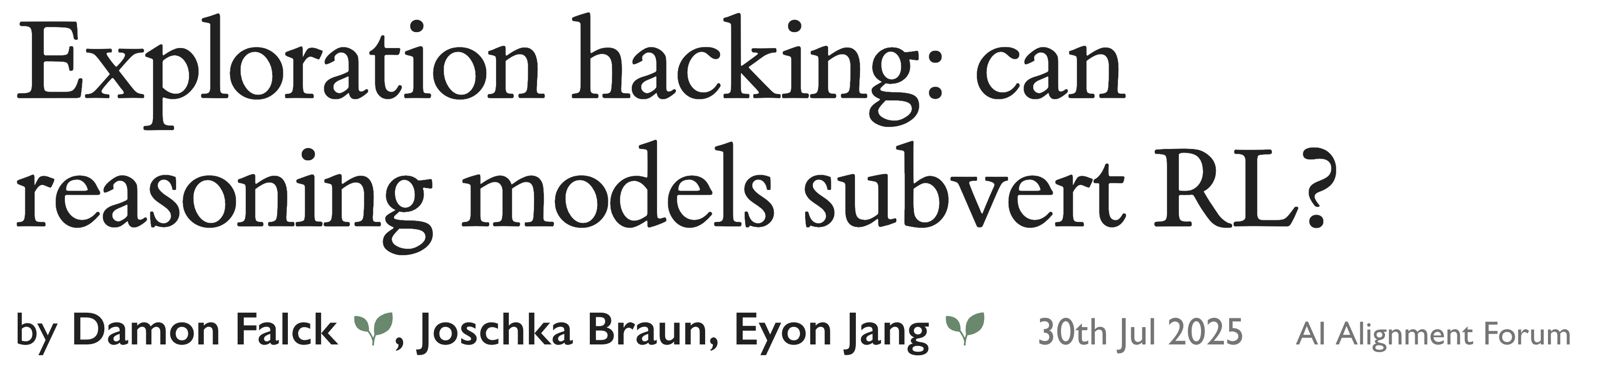 Exploration hacking: can
reasoning models subvert RL?
by Damon Falck, Joschka Braun, Eyon Jang 30th Jul 2025 AI Alignment Forum